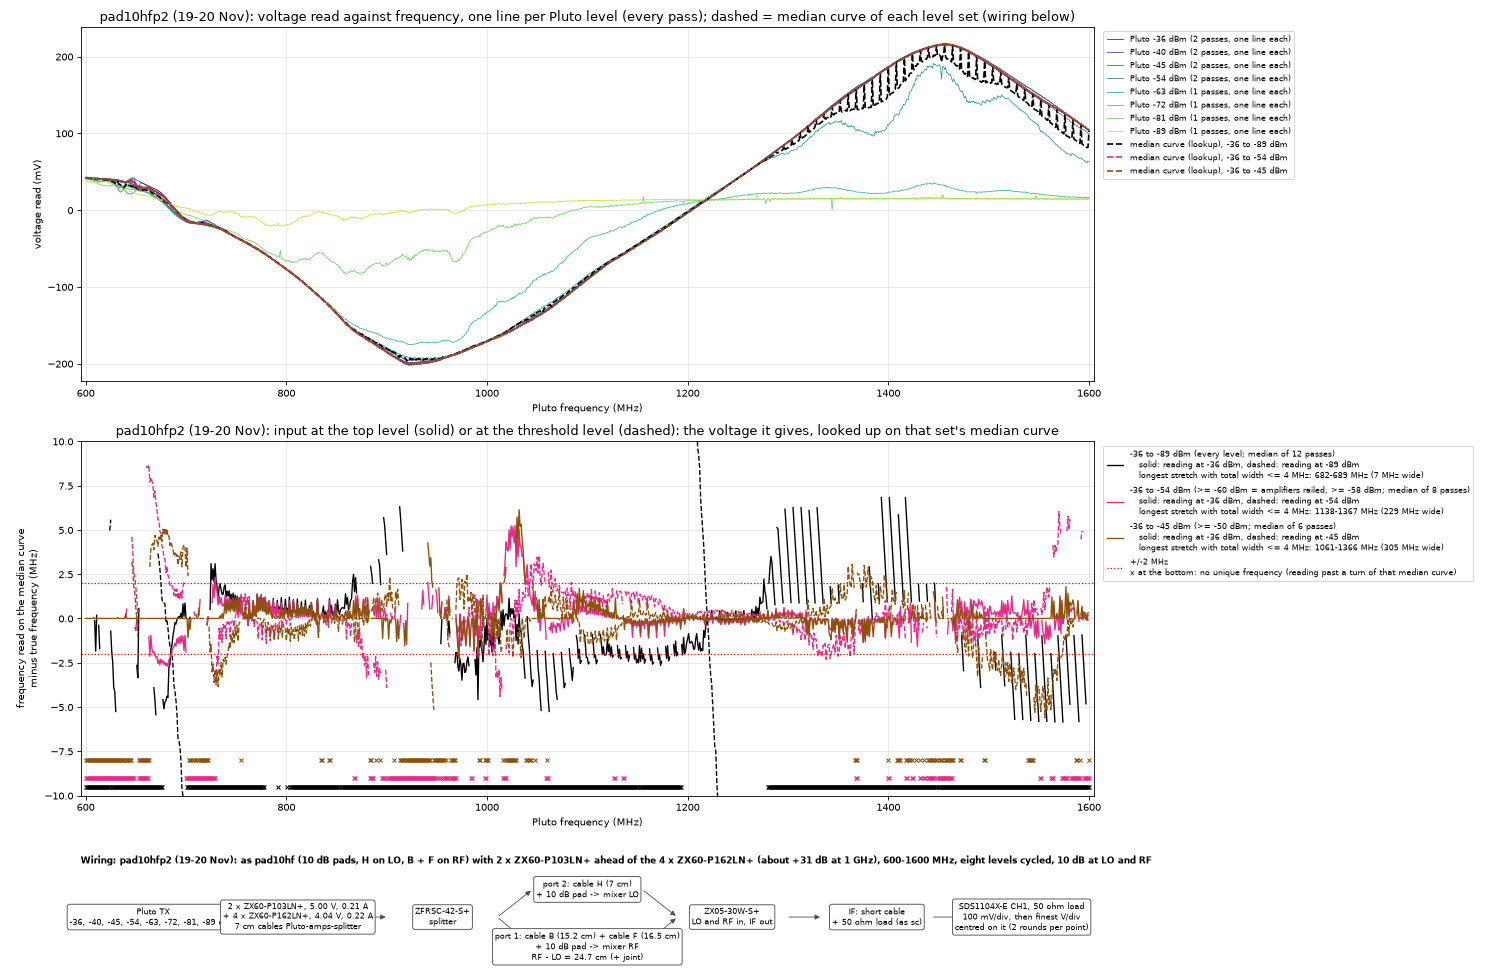 pad10hfp2 (19-20 Nov): voltage read against frequency, one line per Pluto level (every pass); dashed = median curve of each level set (wiring below)
voltage read (mV)
200
100
0
−100
−200
600
800
1000
1200
1400
1600
Pluto frequency (MHz)
Pluto -36 dBm (2 passes, one line each)
Pluto -40 dBm (2 passes, one line each)
Pluto -45 dBm (2 passes, one line each)
Pluto -54 dBm (2 passes, one line each)
Pluto -63 dBm (1 passes, one line each)
Pluto -72 dBm (1 passes, one line each)
Pluto -81 dBm (1 passes, one line each)
Pluto -89 dBm (1 passes, one line each)
median curve (lookup), -36 to -89 dBm
median curve (lookup), -36 to -54 dBm
median curve (lookup), -36 to -45 dBm
pad10hfp2 (19-20 Nov): input at the top level (solid) or at the threshold level (dashed): the voltage it gives, looked up on that set's median curve
frequency read on the median curve
minus true frequency (MHz)
10.0
7.5
5.0
2.5
0.0
−2.5
−5.0
−7.5
−10.0
600
800
1000
1200
1400
1600
Pluto frequency (MHz)
-36 to -89 dBm (every level; median of 12 passes)
solid: reading at -36 dBm, dashed: reading at -89 dBm
longest stretch with total width <= 4 MHz: 682-689 MHz (7 MHz wide)
-36 to -54 dBm (>= -60 dBm = amplifiers railed, >= -58 dBm; median of 8 passes)
solid: reading at -36 dBm, dashed: reading at -54 dBm
longest stretch with total width <= 4 MHz: 1138-1367 MHz (229 MHz wide)
-36 to -45 dBm (>= -50 dBm; median of 6 passes)
solid: reading at -36 dBm, dashed: reading at -45 dBm
longest stretch with total width <= 4 MHz: 1061-1366 MHz (305 MHz wide)
+/-2 MHz
x at the bottom: no unique frequency (reading past a turn of that median curve)
Wiring: pad10hfp2 (19-20 Nov): as pad10hf (10 dB pads, H on LO, B + F on RF) with 2 x ZX60-P103LN+ ahead of the 4 x ZX60-P162LN+ (about +31 dB at 1 GHz), 600-1600 MHz, eight levels cycled, 10 dB at LO and RF
Pluto TX
-36, -40, -45, -54, -63, -72, -81, -89
2 x ZX60-P103LN+, 5.00 V, 0.21 A
+ 4 x ZX60-P162LN+, 4.04 V, 0.22 A
7 cm cables Pluto-amps-splitter
ZFRSC-42-S+
splitter
port 2: cable H (7 cm)
+ 10 dB pad -> mixer LO
port 1: cable B (15.2 cm) + cable F (16.5 cm)
+ 10 dB pad -> mixer RF
RF - LO = 24.7 cm (+ joint)
ZX05-30W-S+
LO and RF in, IF out
IF: short cable
+ 50 ohm load (as sc)
SDS1104X-E CH1, 50 ohm load
100 mV/div, then finest V/div
centred on it (2 rounds per point)